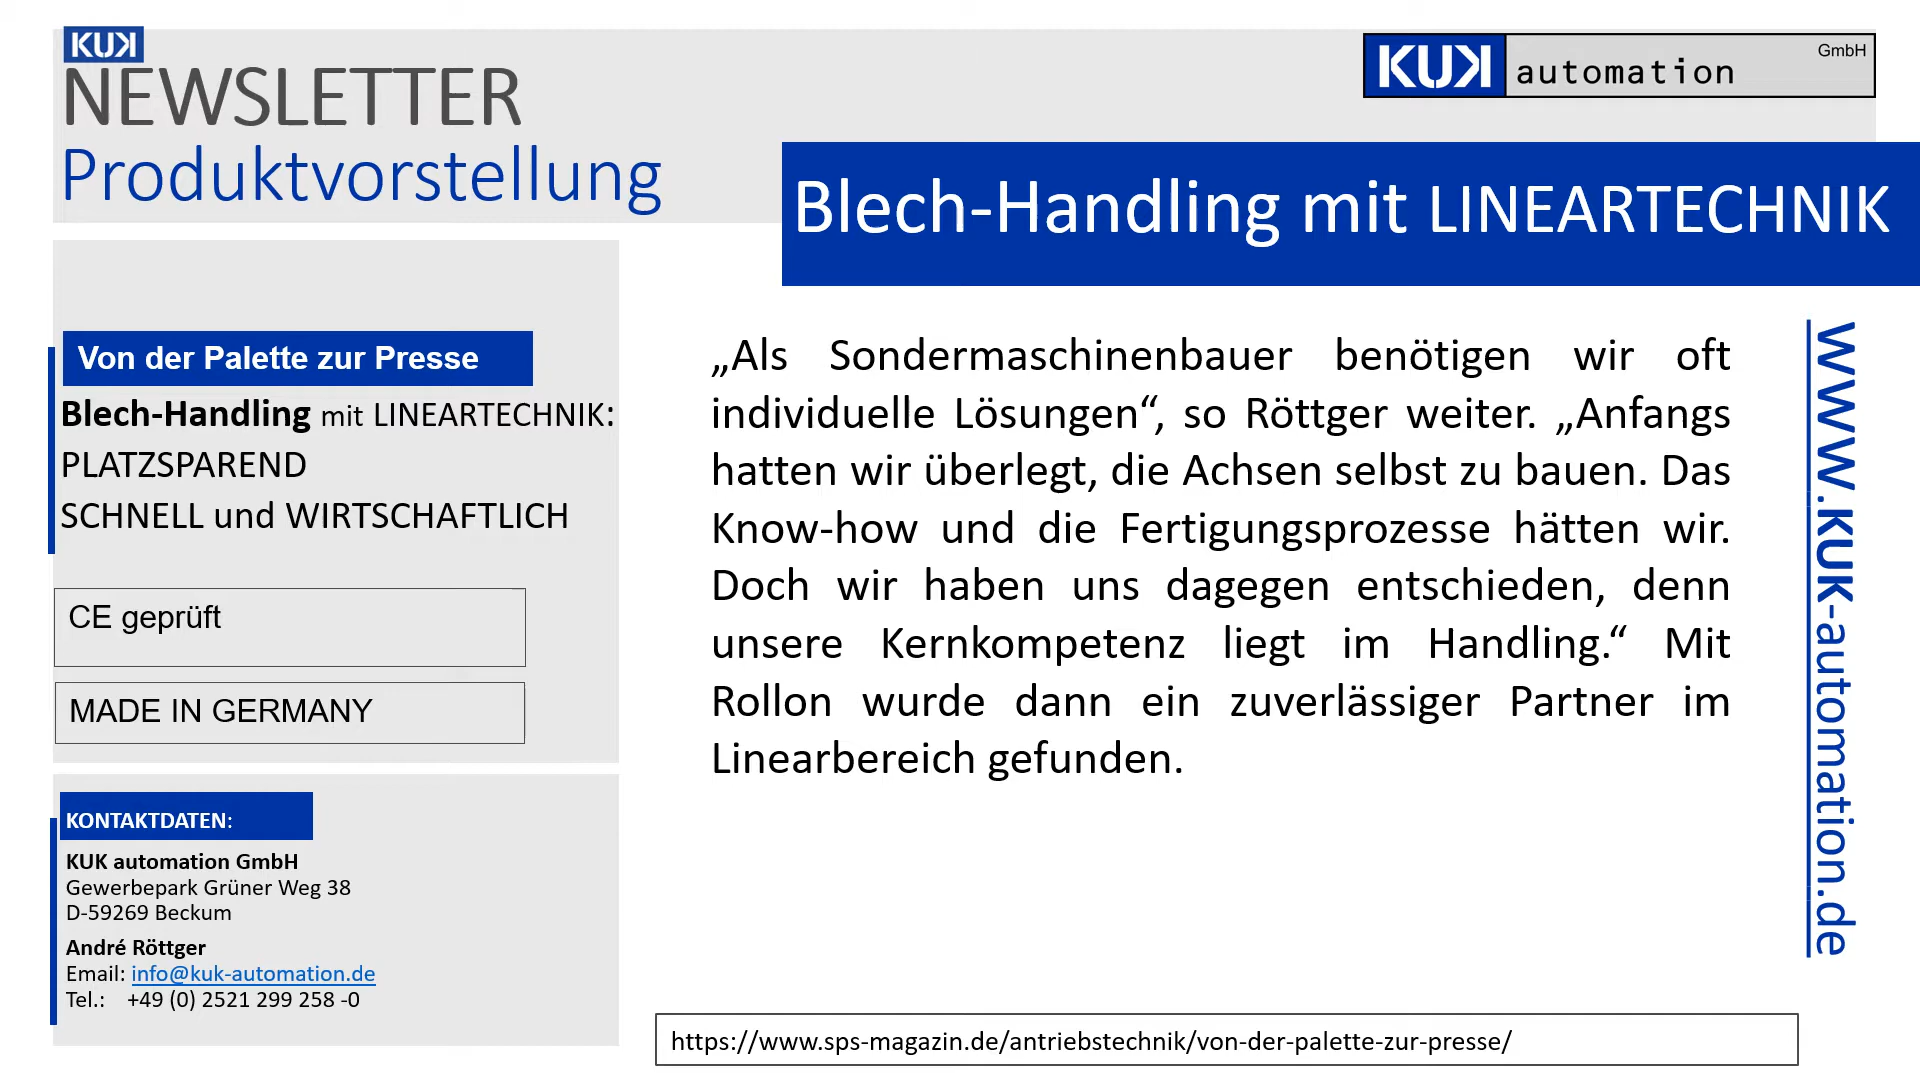 KUK
NEWSLETTER
Produktvorstellung
KUK automation GmbH
Blech-Handling mit LINEARTECHNIK
Von der Palette zur Presse
Blech-Handling mit LINEARTECHNIK:
PLATZSPAREND
SCHNELL und WIRTSCHAFTLICH
CE geprüft
MADE IN GERMANY
KONTAKTDATEN:
KUK automation GmbH
Gewerbepark Grüner Weg 38
D-59269 Beckum
André Röttger
Email: info@kuk-automation.de
Tel.: +49 (0) 2521 299 258 -0
„Als Sondermaschinenbauer benötigen wir oft
individuelle Lösungen“, so Röttger weiter. „Anfangs
hatten wir überlegt, die Achsen selbst zu bauen. Das
Know-how und die Fertigungsprozesse hätten wir.
Doch wir haben uns dagegen entschieden, denn
unsere Kernkompetenz liegt im Handling.“ Mit
Rollon wurde dann ein zuverlässiger Partner im
Linearbereich gefunden.
www.KUK-automation.de
https://www.sps-magazin.de/antriebstechnik/von-der-palette-zur-presse/